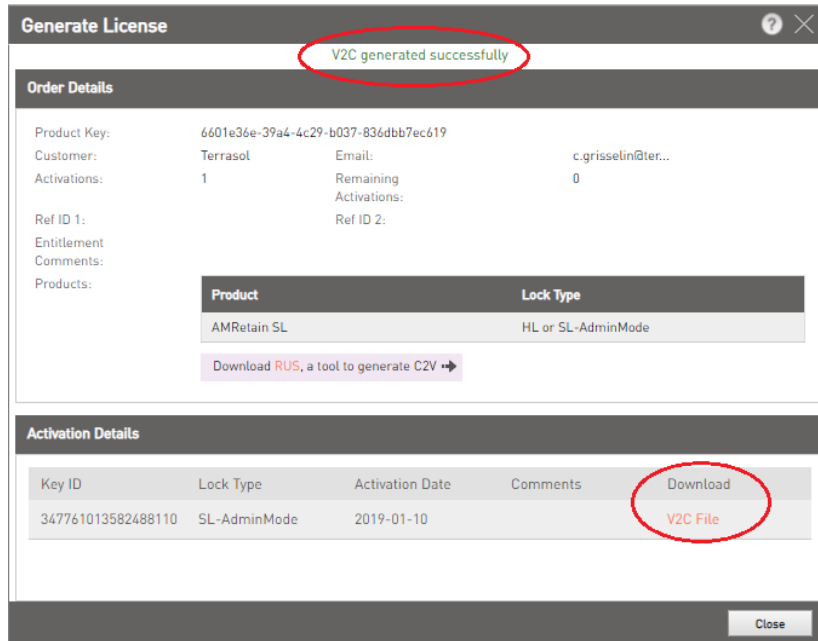 Generate License
?
V2C generated successfully
Order Details
Product Key: 6601e36e-39a4-4c29-b037-836dbb7ec619
Customer: Terrasol Email: c.grisselin@ter...
Activations: 1 Remaining Activations: 0
Ref ID 1: Ref ID 2:
Entitlement
Comments:
Products:
Product Lock Type
AMRetain SL HL or SL-AdminMode
Download RUS, a tool to generate C2V
Activation Details
Key ID Lock Type Activation Date Comments Download
347761013582488110 SL-AdminMode 2019-01-10 V2C File
Close